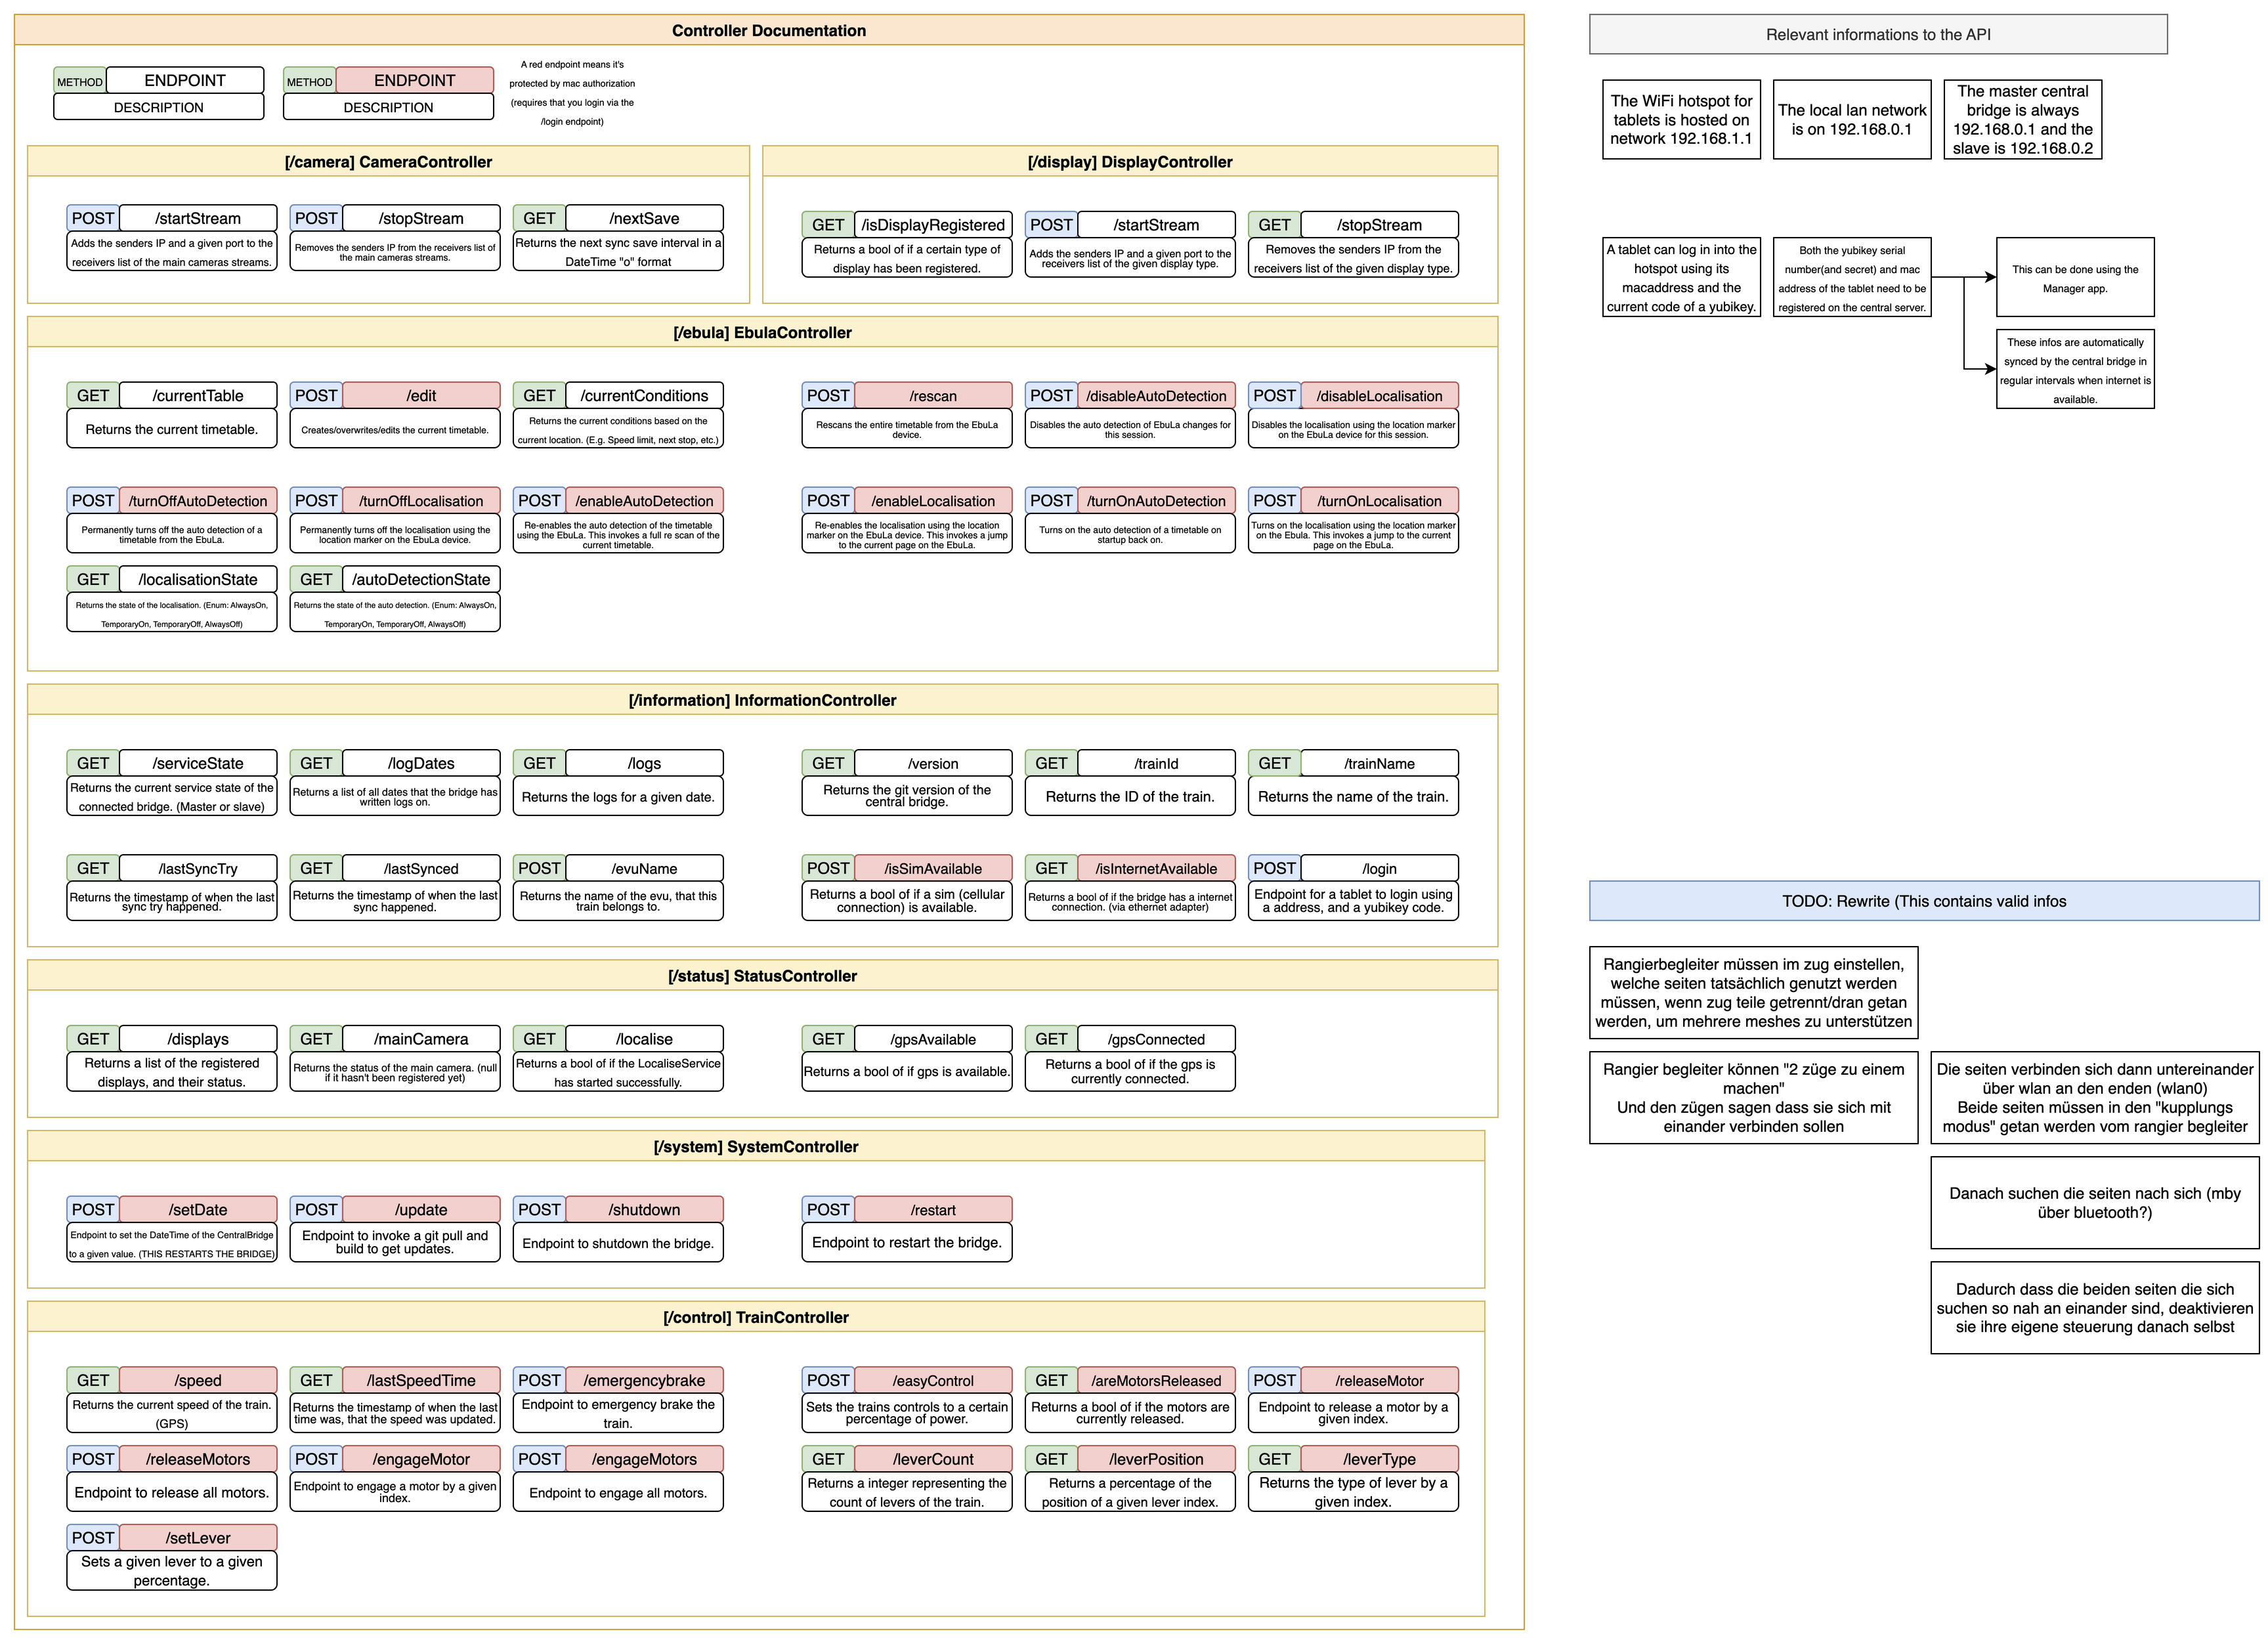 Controller Documentation
METHOD ENDPOINT
DESCRIPTION
METHOD ENDPOINT
DESCRIPTION
A red endpoint means it's
protected by mac authorization
(requires that you login via the
/login endpoint)
[/camera] CameraController
POST /startStream
Adds the senders IP and a given port to the
receivers list of the main cameras streams.
POST /stopStream
Removes the senders IP from the receivers list of
the main cameras streams.
GET /nextSave
Returns the next sync save interval in a
DateTime "o" format
[/display] DisplayController
GET /isDisplayRegistered
Returns a bool of if a certain type of
display has been registered.
POST /startStream
Adds the senders IP and a given port to the
receivers list of the given display type.
GET /stopStream
Removes the senders IP from the
receivers list of the given display type.
[/ebula] EbulaController
GET /currentTable
Returns the current timetable.
POST /edit
Creates/overwrites/edits the current timetable.
GET /currentConditions
Returns the current conditions based on the
current location. (E.g. Speed limit, next stop, etc.)
POST /rescan
Rescans the entire timetable from the EbuLa
device.
POST /disableAutoDetection
Disables the auto detection of EbuLa changes for
this session.
POST /disableLocalisation
Disables the localisation using the location marker
on the EbuLa device for this session.
POST /turnOffAutoDetection
Permanently turns off the auto detection of a
timetable from the EbuLa.
POST /turnOffLocalisation
Permanently turns off the localisation using the
location marker on the EbuLa device.
POST /enableAutoDetection
Re-enables the auto detection of the timetable
using the EbuLa. This invokes a full re scan of the
current timetable.
POST /enableLocalisation
Re-enables the localisation using the location
marker on the EbuLa device. This invokes a jump
to the current page on the EbuLa.
POST /turnOnAutoDetection
Turns on the auto detection of a timetable on
startup back on.
POST /turnOnLocalisation
Turns on the localisation using the location marker
on the Ebula. This invokes a jump to the current
page on the EbuLa.
GET /localisationState
Returns the state of the localisation. (Enum: AlwaysOn,
TemporaryOn, TemporaryOff, AlwaysOff)
GET /autoDetectionState
Returns the state of the auto detection. (Enum: AlwaysOn,
TemporaryOn, TemporaryOff, AlwaysOff)
[/information] InformationController
GET /serviceState
Returns the current service state of the
connected bridge. (Master or slave)
GET /logDates
Returns a list of all dates that the bridge has
written logs on.
GET /logs
Returns the logs for a given date.
GET /version
Returns the git version of the
central bridge.
GET /trainId
Returns the ID of the train.
GET /trainName
Returns the name of the train.
GET /lastSyncTry
Returns the timestamp of when the last
sync try happened.
GET /lastSynced
Returns the timestamp of when the last
sync happened.
POST /evuName
Returns the name of the evu, that this
train belongs to.
POST /isSimAvailable
Returns a bool of if a sim (cellular
connection) is available.
GET /isInternetAvailable
Returns a bool of if the bridge has a internet
connection. (via ethernet adapter)
POST /login
Endpoint for a tablet to login using
a address, and a yubikey code.
[/status] StatusController
GET /displays
Returns a list of the registered
displays, and their status.
GET /mainCamera
Returns the status of the main camera. (null
if it hasn't been registered yet)
GET /localise
Returns a bool of if the LocaliseService
has started successfully.
GET /gpsAvailable
Returns a bool of if gps is available.
GET /gpsConnected
Returns a bool of if the gps is
currently connected.
[/system] SystemController
POST /setDate
Endpoint to set the DateTime of the CentralBridge
to a given value. (THIS RESTARTS THE BRIDGE)
POST /update
Endpoint to invoke a git pull and
build to get updates.
POST /shutdown
Endpoint to shutdown the bridge.
POST /restart
Endpoint to restart the bridge.
[/control] TrainController
GET /speed
Returns the current speed of the train.
(GPS)
GET /lastSpeedTime
Returns the timestamp of when the last
time was, that the speed was updated.
POST /emergencybrake
Endpoint to emergency brake the
train.
POST /easyControl
Sets the trains controls to a certain
percentage of power.
GET /areMotorsReleased
Returns a bool of if the motors are
currently released.
POST /releaseMotor
Endpoint to release a motor by a
given index.
POST /releaseMotors
Endpoint to release all motors.
POST /engageMotor
Endpoint to engage a motor by a given
index.
POST /engageMotors
Endpoint to engage all motors.
GET /leverCount
Returns a integer representing the
count of levers of the train.
GET /leverPosition
Returns a percentage of the
position of a given lever index.
GET /leverType
Returns the type of lever by a
given index.
POST /setLever
Sets a given lever to a given
percentage.
Relevant informations to the API
The WiFi hotspot for
tablets is hosted on
network 192.168.1.1
The local lan network
is on 192.168.0.1
The master central
bridge is always
192.168.0.1 and the
slave is 192.168.0.2
A tablet can log in into the
hotspot using its
macaddress and the
current code of a yubikey.
Both the yubikey serial
number(and secret) and mac
address of the tablet need to be
registered on the central server.
This can be done using the
Manager app.
These infos are automatically
synced by the central bridge in
regular intervals when internet is
available.
TODO: Rewrite (This contains valid infos
Rangierbegleiter müssen im zug einstellen,
welche seiten tatsächlich genutzt werden
müssen, wenn zug teile getrennt/dran getan
werden, um mehrere meshes zu unterstützen
Rangier begleiter können "2 züge zu einem
machen"
Und den zügen sagen dass sie sich mit
einander verbinden sollen
Die seiten verbinden sich dann untereinander
über wlan an den enden (wlan0)
Beide seiten müssen in den "kupplungs
modus" getan werden vom rangier begleiter
Danach suchen die seiten nach sich (mby
über bluetooth?)
Dadurch dass die beiden seiten die sich
suchen so nah an einander sind, deaktivieren
sie ihre eigene steuerung danach selbst